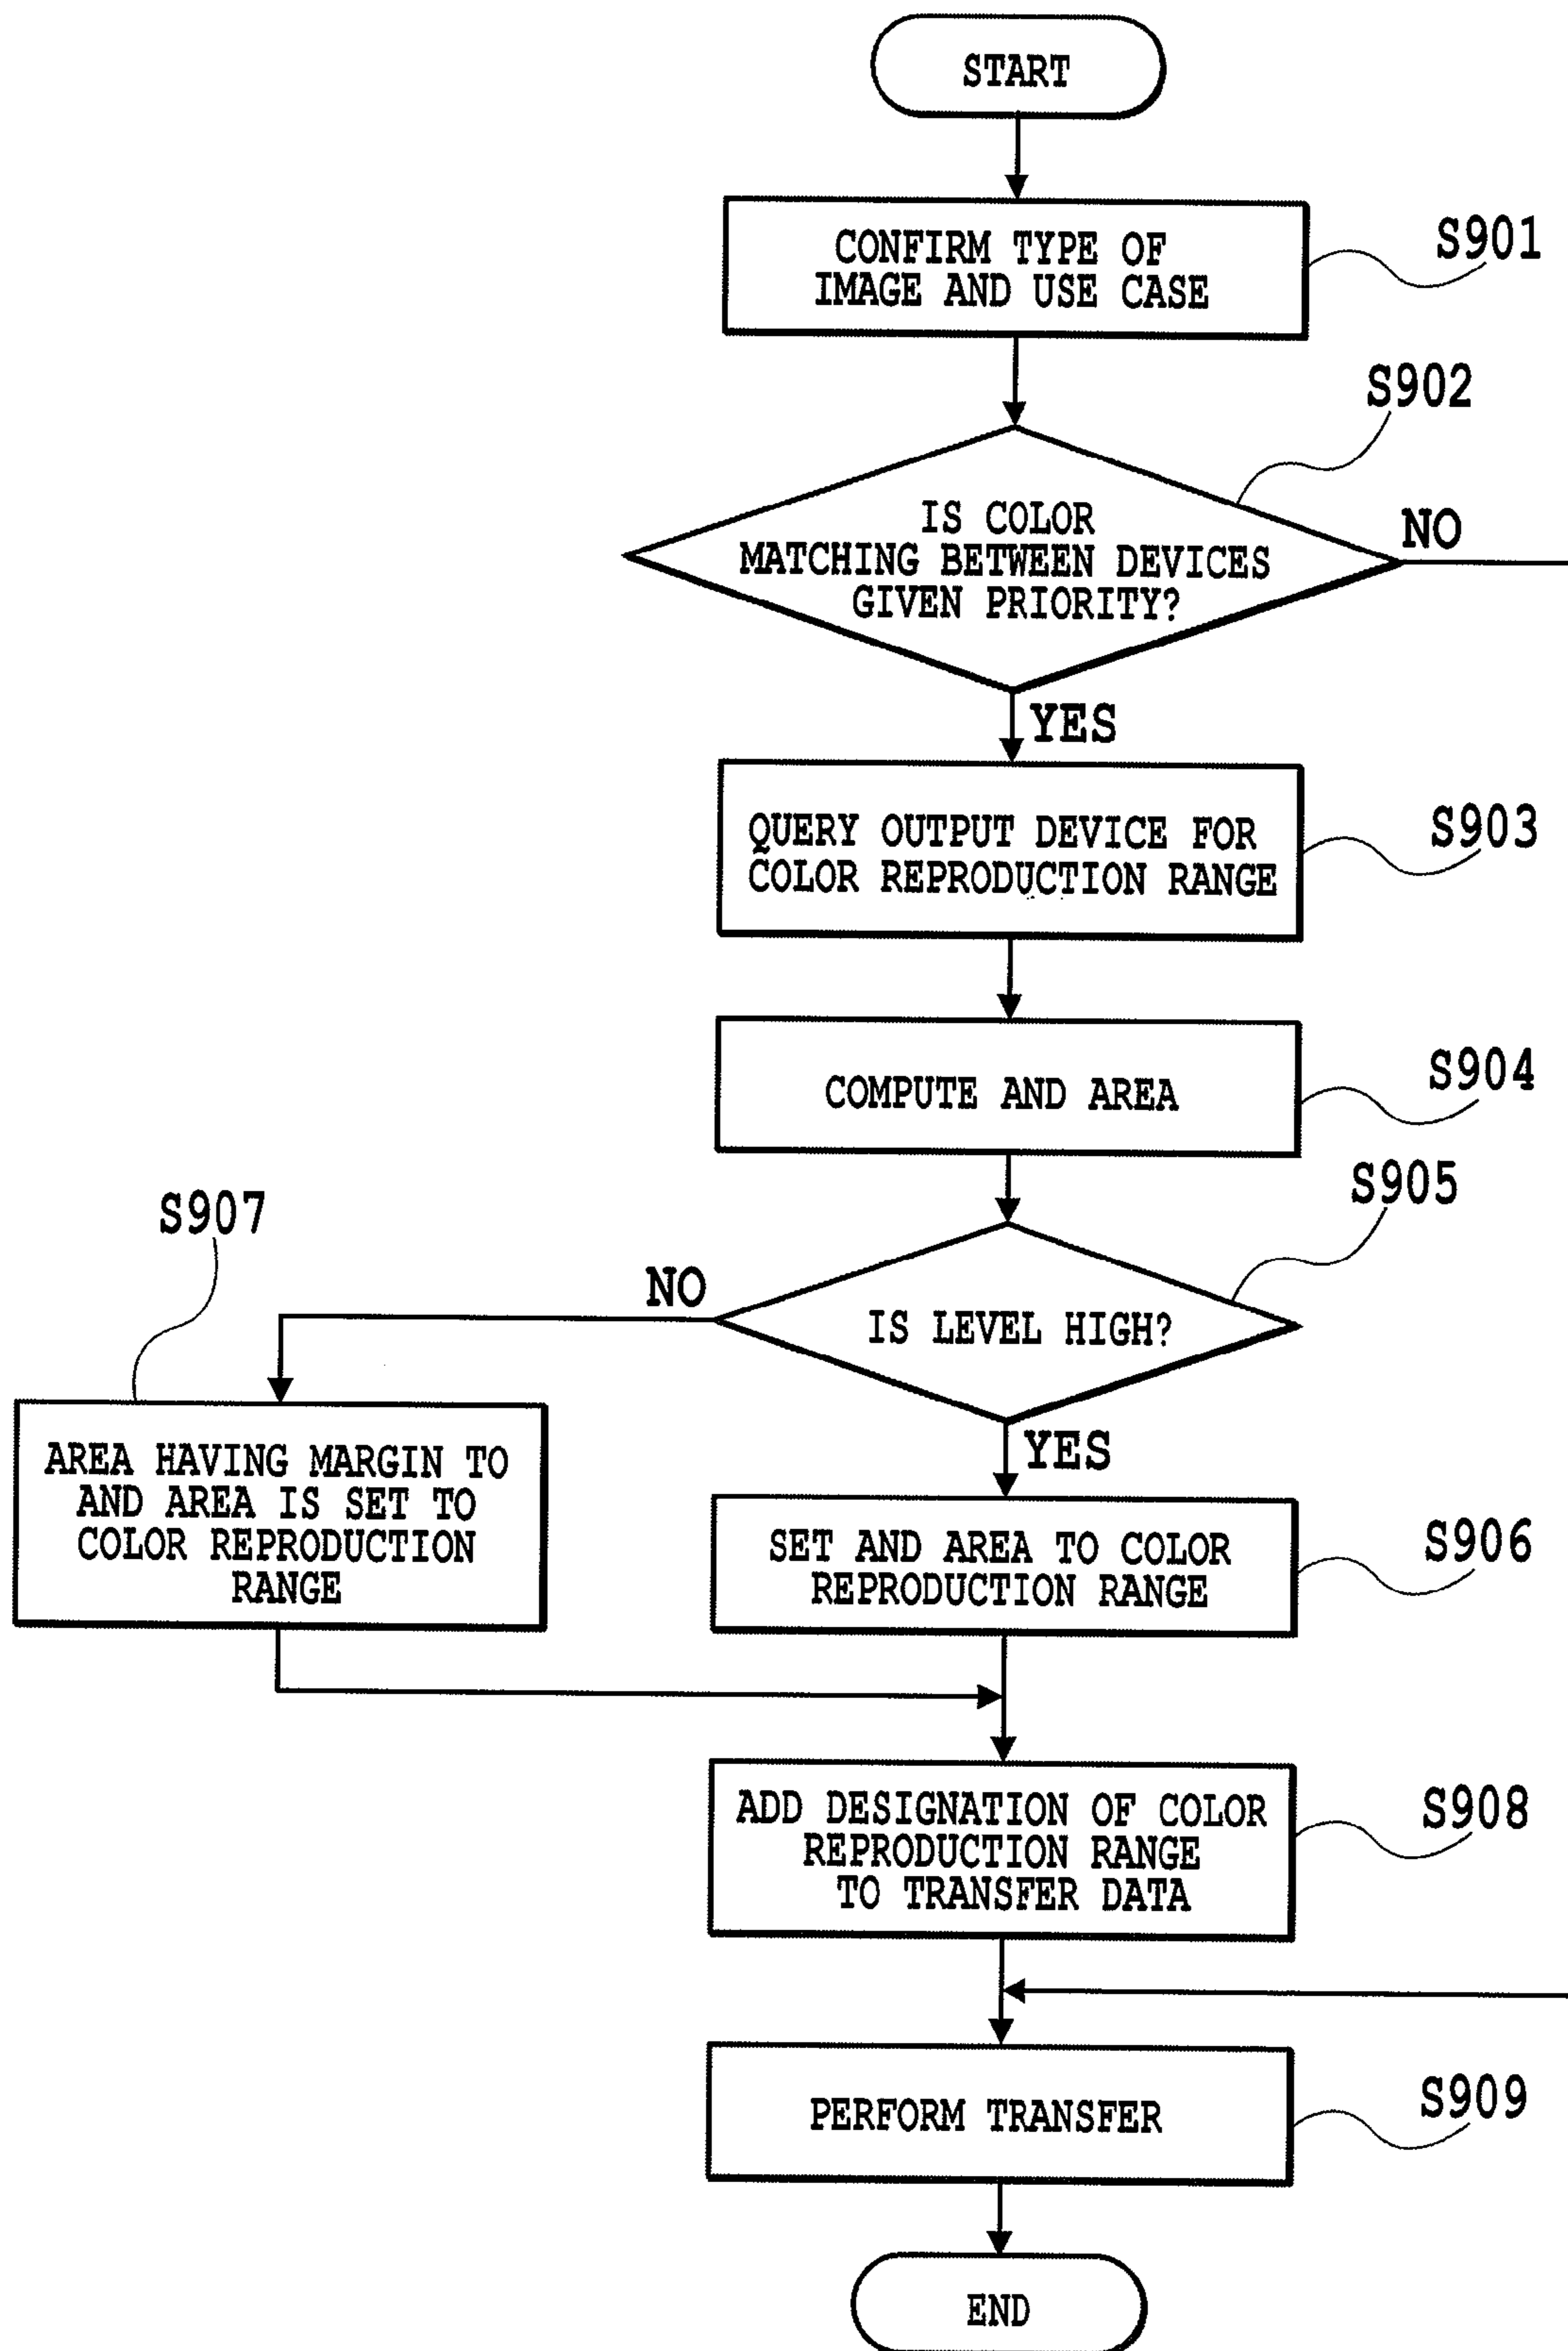 START
CONFIRM TYPE OF
IMAGE AND USE CASE
S901
S902
IS COLOR
MATCHING BETWEEN DEVICES
GIVEN PRIORITY?
NO
YES
QUERY OUTPUT DEVICE FOR
COLOR REPRODUCTION RANGE
S903
COMPUTE AND AREA
S904
S905
IS LEVEL HIGH?
NO
YES
S907
AREA HAVING MARGIN TO
AND AREA IS SET TO
COLOR REPRODUCTION
RANGE
SET AND AREA TO COLOR
REPRODUCTION RANGE
S906
ADD DESIGNATION OF COLOR
REPRODUCTION RANGE
TO TRANSFER DATA
S908
PERFORM TRANSFER
S909
END